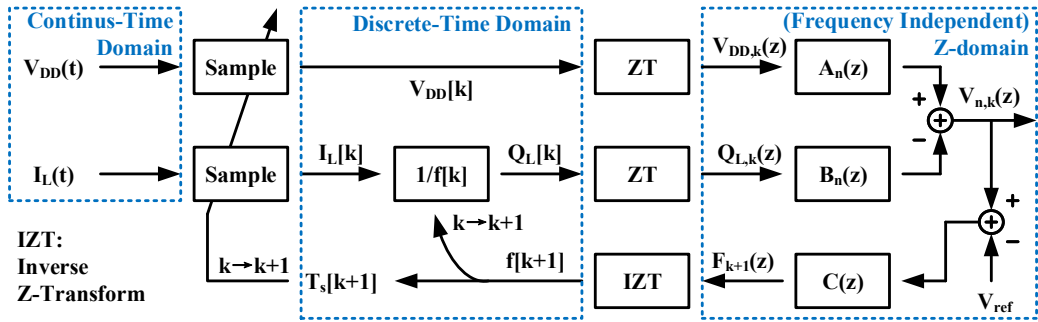 Continus-Time
Domain
Discrete-Time Domain
(Frequency Independent)
Z-domain
V_DD(t)
Sample
V_DD[k]
ZT
V_DD,k(z)
A_n(z)
+
−
+
V_n,k(z)
I_L(t)
Sample
I_L[k]
1/f[k]
Q_L[k]
ZT
Q_L,k(z)
B_n(z)
k→k+1
+
+
−
IZT:
Inverse
Z-Transform
k→k+1
T_s[k+1]
f[k+1]
IZT
F_k+1(z)
C(z)
V_ref